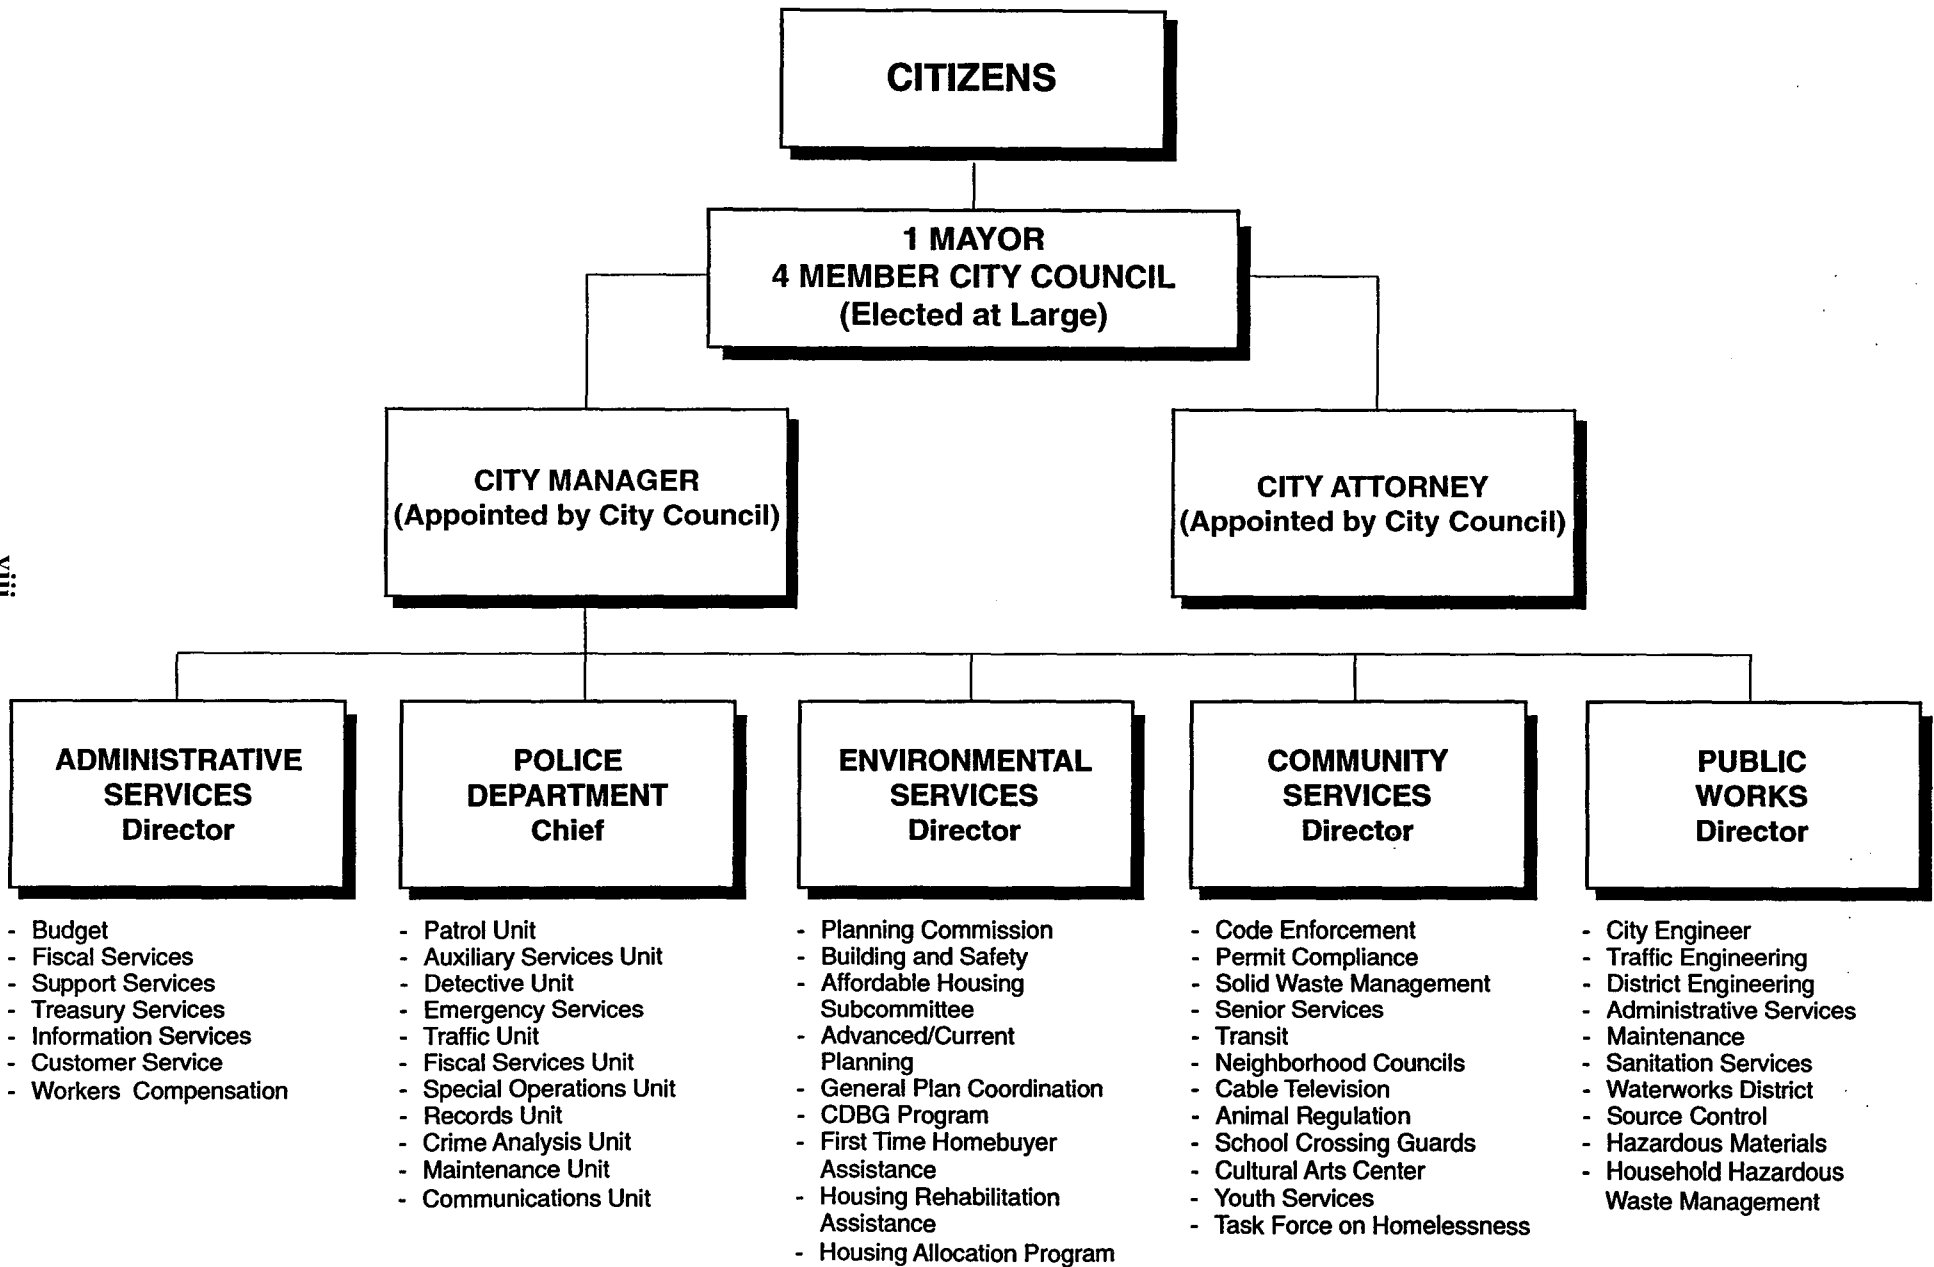 CITIZENS
1 MAYOR
4 MEMBER CITY COUNCIL
(Elected at Large)
CITY MANAGER
(Appointed by City Council)
CITY ATTORNEY
(Appointed by City Council)
viii
ADMINISTRATIVE
SERVICES
Director
- Budget
- Fiscal Services
- Support Services
- Treasury Services
- Information Services
- Customer Service
- Workers Compensation
POLICE
DEPARTMENT
Chief
- Patrol Unit
- Auxiliary Services Unit
- Detective Unit
- Emergency Services
- Traffic Unit
- Fiscal Services Unit
- Special Operations Unit
- Records Unit
- Crime Analysis Unit
- Maintenance Unit
- Communications Unit
ENVIRONMENTAL
SERVICES
Director
- Planning Commission
- Building and Safety
- Affordable Housing
Subcommittee
- Advanced/Current
Planning
- General Plan Coordination
- CDBG Program
- First Time Homebuyer
Assistance
- Housing Rehabilitation
Assistance
- Housing Allocation Program
COMMUNITY
SERVICES
Director
- Code Enforcement
- Permit Compliance
- Solid Waste Management
- Senior Services
- Transit
- Neighborhood Councils
- Cable Television
- Animal Regulation
- School Crossing Guards
- Cultural Arts Center
- Youth Services
- Task Force on Homelessness
PUBLIC
WORKS
Director
- City Engineer
- Traffic Engineering
- District Engineering
- Administrative Services
- Maintenance
- Sanitation Services
- Waterworks District
- Source Control
- Hazardous Materials
- Household Hazardous
Waste Management